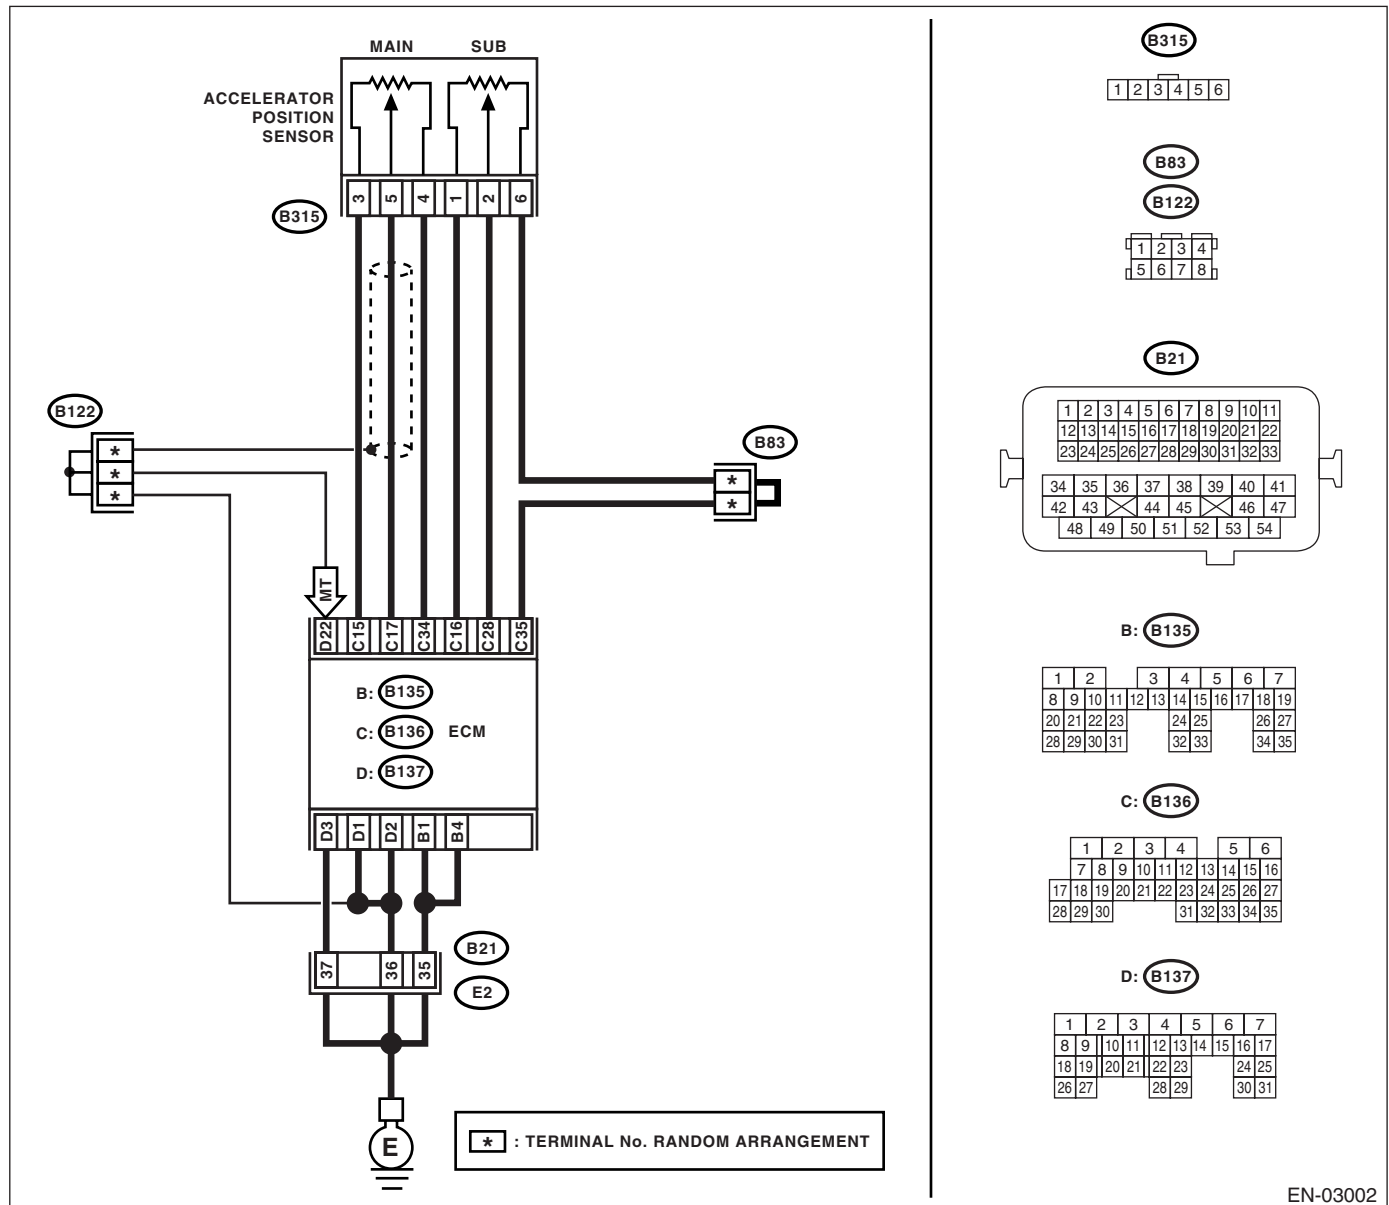 MAIN SUB
ACCELERATOR
POSITION
SENSOR
3 5 4 1 2 6
B315
B122
*
*
*
B83
*
*
MT
D22 C15 C17 C34 C16 C28 C35
B: B135
C: B136 ECM
D: B137
D3 D1 D2 B1 B4
37 36 35
B21
E2
E
* : TERMINAL No. RANDOM ARRANGEMENT
B315
1 2 3 4 5 6
B83
B122
1 2 3 4
5 6 7 8
B21
1 2 3 4 5 6 7 8 9 10 11
12 13 14 15 16 17 18 19 20 21 22
23 24 25 26 27 28 29 30 31 32 33
34 35 36 37 38 39 40 41
42 43 44 45 46 47
48 49 50 51 52 53 54
B: B135
1 2 3 4 5 6 7
8 9 10 11 12 13 14 15 16 17 18 19
20 21 22 23 24 25 26 27
28 29 30 31 32 33 34 35
C: B136
1 2 3 4 5 6
7 8 9 10 11 12 13 14 15 16
17 18 19 20 21 22 23 24 25 26 27
28 29 30 31 32 33 34 35
D: B137
1 2 3 4 5 6 7
8 9 10 11 12 13 14 15 16 17
18 19 20 21 22 23 24 25
26 27 28 29 30 31
EN-03002